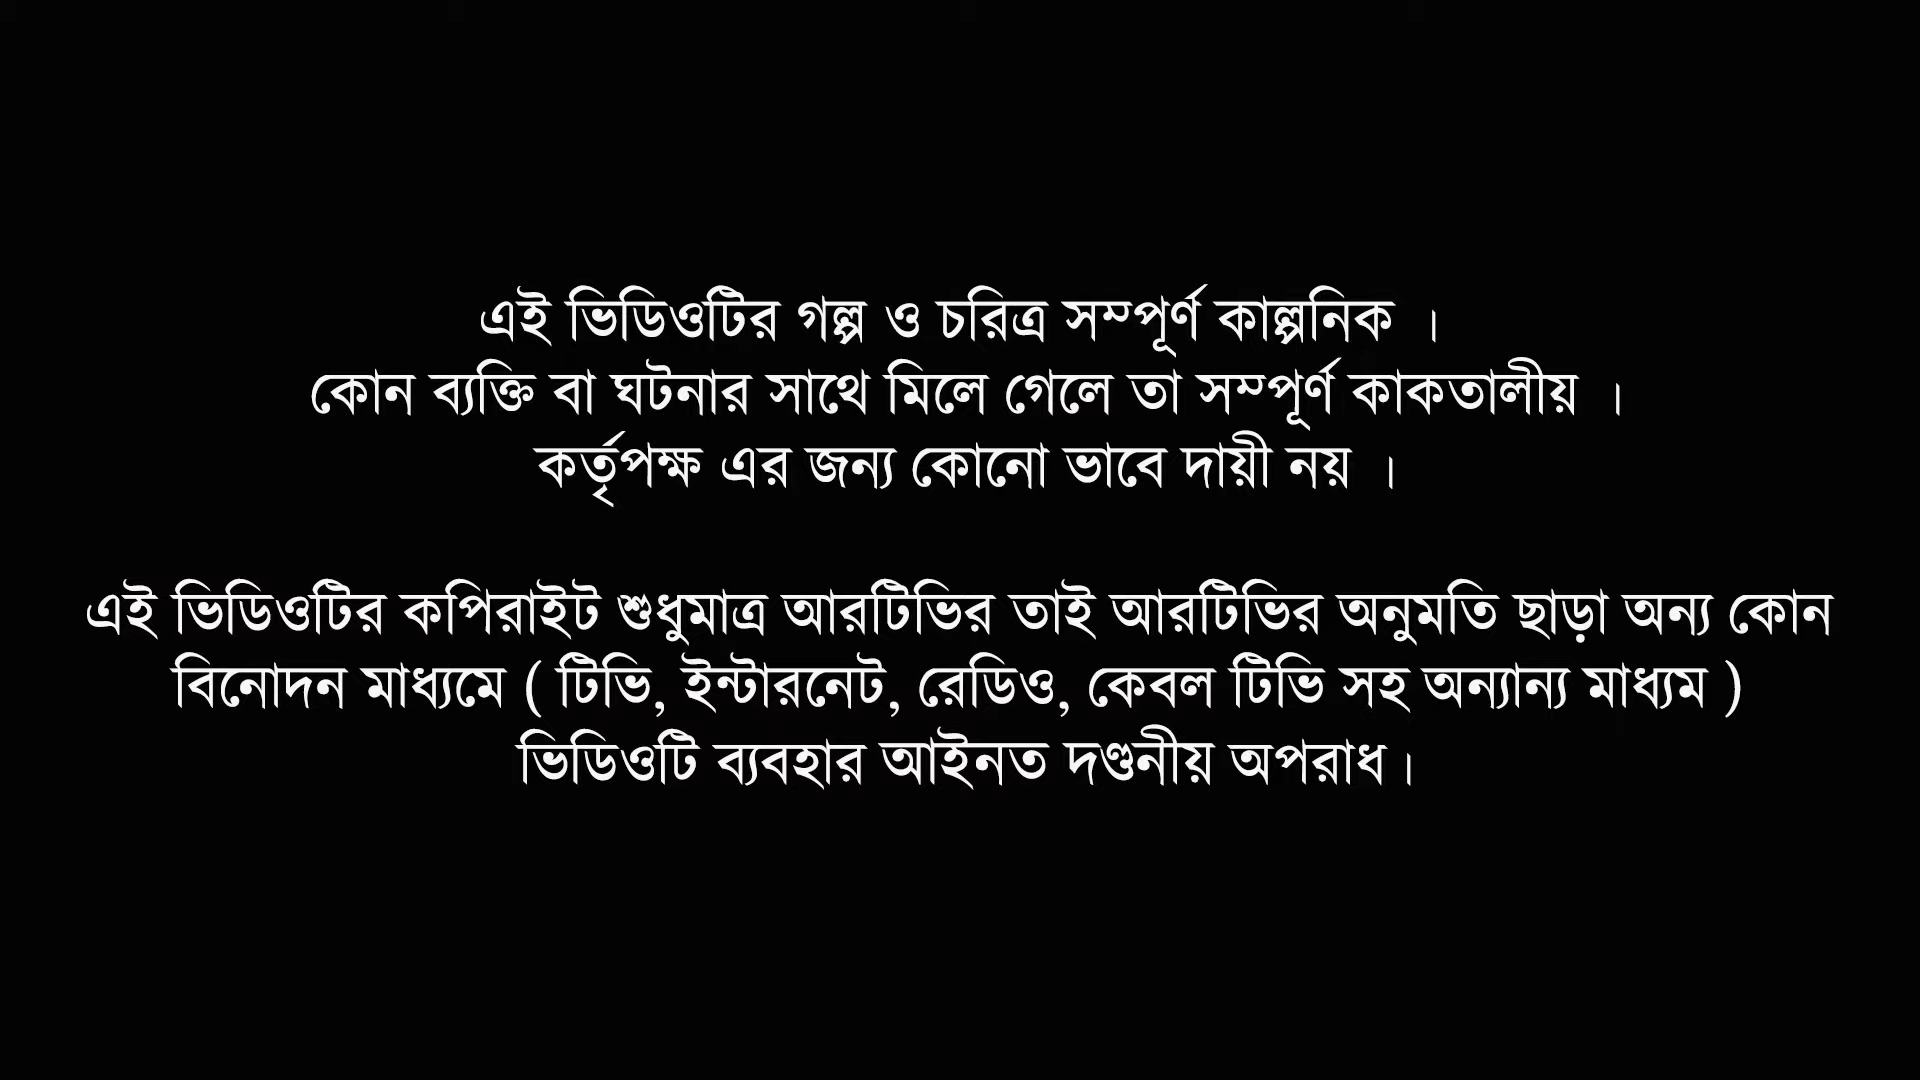 এই ভিডিওটির গল্প ও চরিত্র সম্পূর্ণ কাল্পনিক ।
কোন ব্যক্তি বা ঘটনার সাথে মিলে গেলে তা সম্পূর্ণ কাকতালীয় ।
কর্তৃপক্ষ এর জন্য কোনো ভাবে দায়ী নয় ।
এই ভিডিওটির কপিরাইট শুধুমাত্র আরটিভির তাই আরটিভির অনুমতি ছাড়া অন্য কোন
বিনোদন মাধ্যমে ( টিভি, ইন্টারনেট, রেডিও, কেবল টিভি সহ অন্যান্য মাধ্যম )
ভিডিওটি ব্যবহার আইনত দণ্ডনীয় অপরাধ।